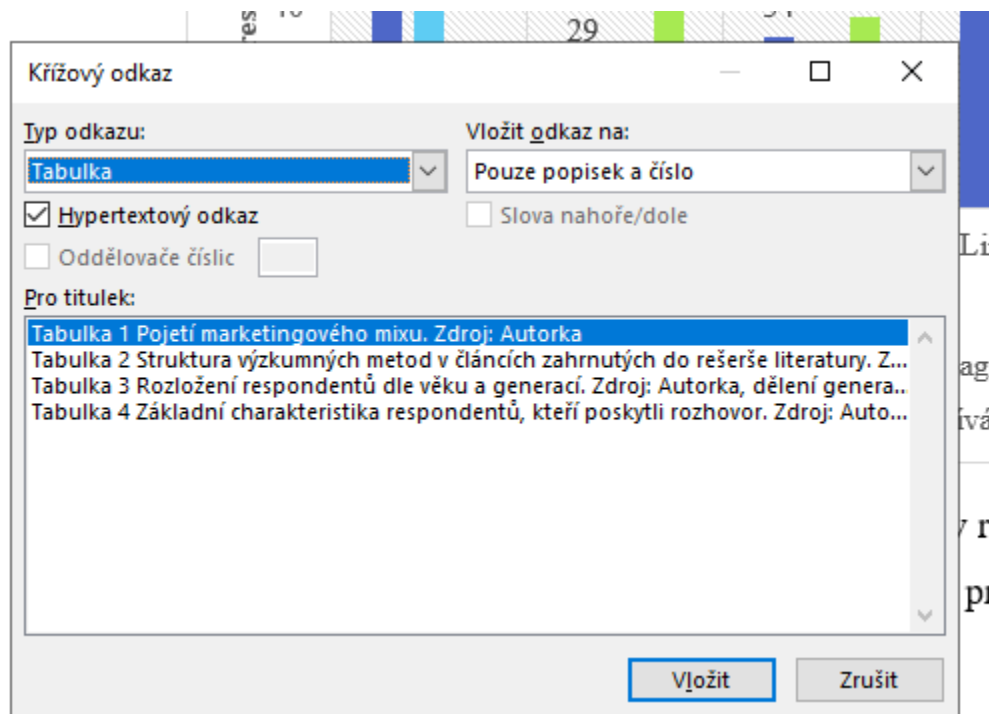 29
Křížový odkaz
Typ odkazu:
Vložit odkaz na:
Tabulka
Pouze popisek a číslo
Hypertextový odkaz
Slova nahoře/dole
Oddělovače číslic
Pro titulek:
Tabulka 1 Pojetí marketingového mixu. Zdroj: Autorka
Tabulka 2 Struktura výzkumných metod v článcích zahrnutých do rešerše literatury. Z...
Tabulka 3 Rozložení respondentů dle věku a generací. Zdroj: Autorka, dělení genera...
Tabulka 4 Základní charakteristika respondentů, kteří poskytli rozhovor. Zdroj: Auto...
Vložit
Zrušit